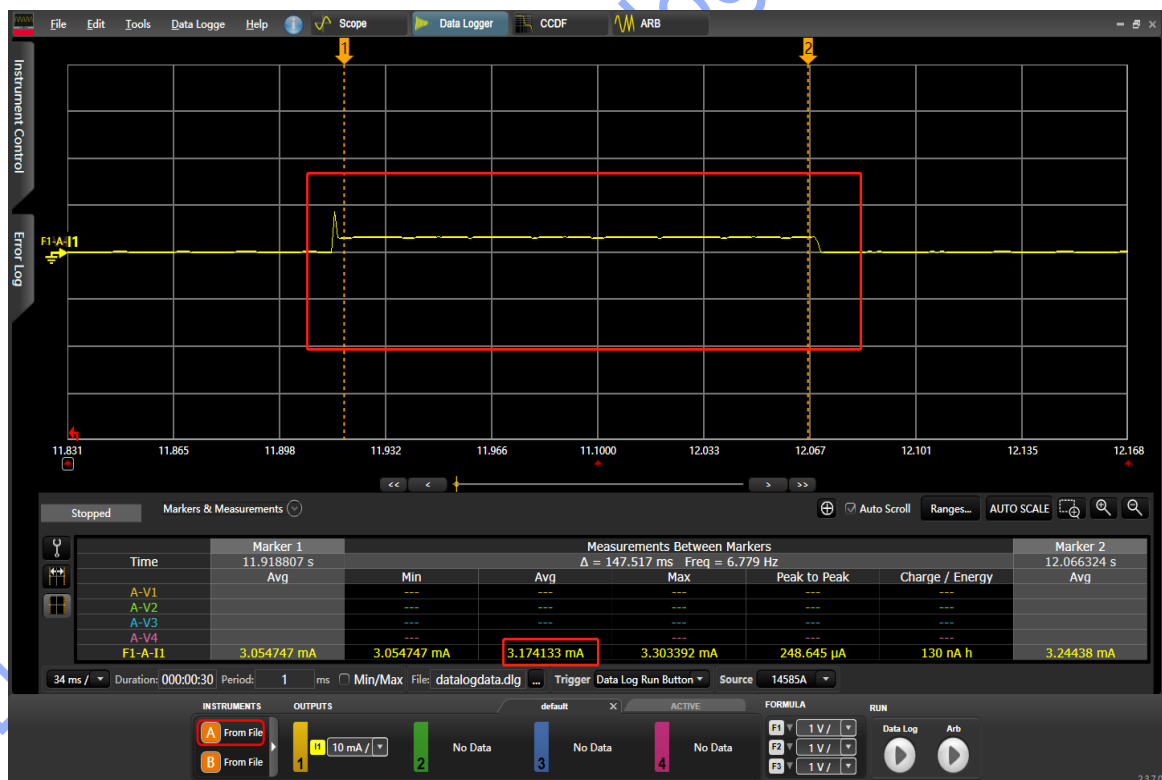 File Edit Tools Data Logge Help i Scope Data Logger CCDF ARB
Instrument Control
Error Log
1 2
F1-A-I1
11.831 11.865 11.898 11.932 11.966 11.1000 12.033 12.067 12.101 12.135 12.168
<< < > >>
Stopped Markers & Measurements Auto Scroll Ranges... AUTO SCALE
Marker 1 Measurements Between Markers Marker 2
Time 11.918807 s Δ = 147.517 ms Freq = 6.779 Hz 12.066324 s
Avg Min Avg Max Peak to Peak Charge / Energy Avg
A-V1 --- --- --- --- ---
A-V2 --- --- --- --- ---
A-V3 --- --- --- --- ---
A-V4 --- --- --- --- ---
F1-A-I1 3.054747 mA 3.054747 mA 3.174133 mA 3.303392 mA 248.645 µA 130 nA h 3.24438 mA
34 ms / Duration: 000:00:30 Period: 1 ms Min/Max File: datalogdata.dlg ... Trigger Data Log Run Button Source 14585A
INSTRUMENTS OUTPUTS default X ACTIVE FORMULA RUN
A From File
B From File
1 I1 10 mA /
2 No Data
3 No Data
4 No Data
F1 1 V /
F2 1 V /
F3 1 V /
Data Log Arb